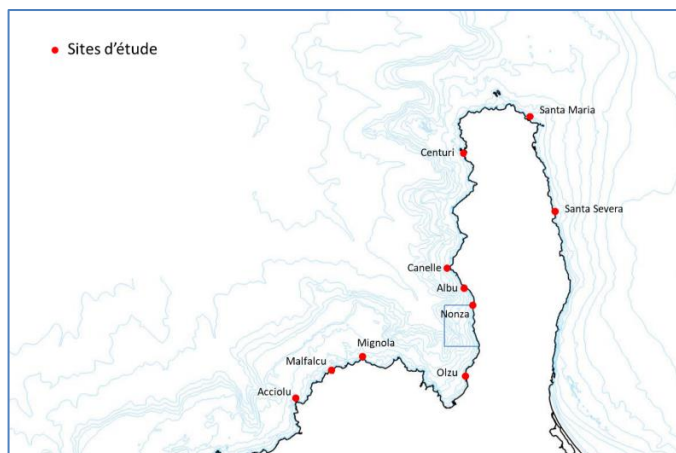 Sites d'étude
Santa Maria
Centuri
Santa Severa
Canelle
Albu
Nonza
Mignola
Malfalcu
Olzu
Acciolu